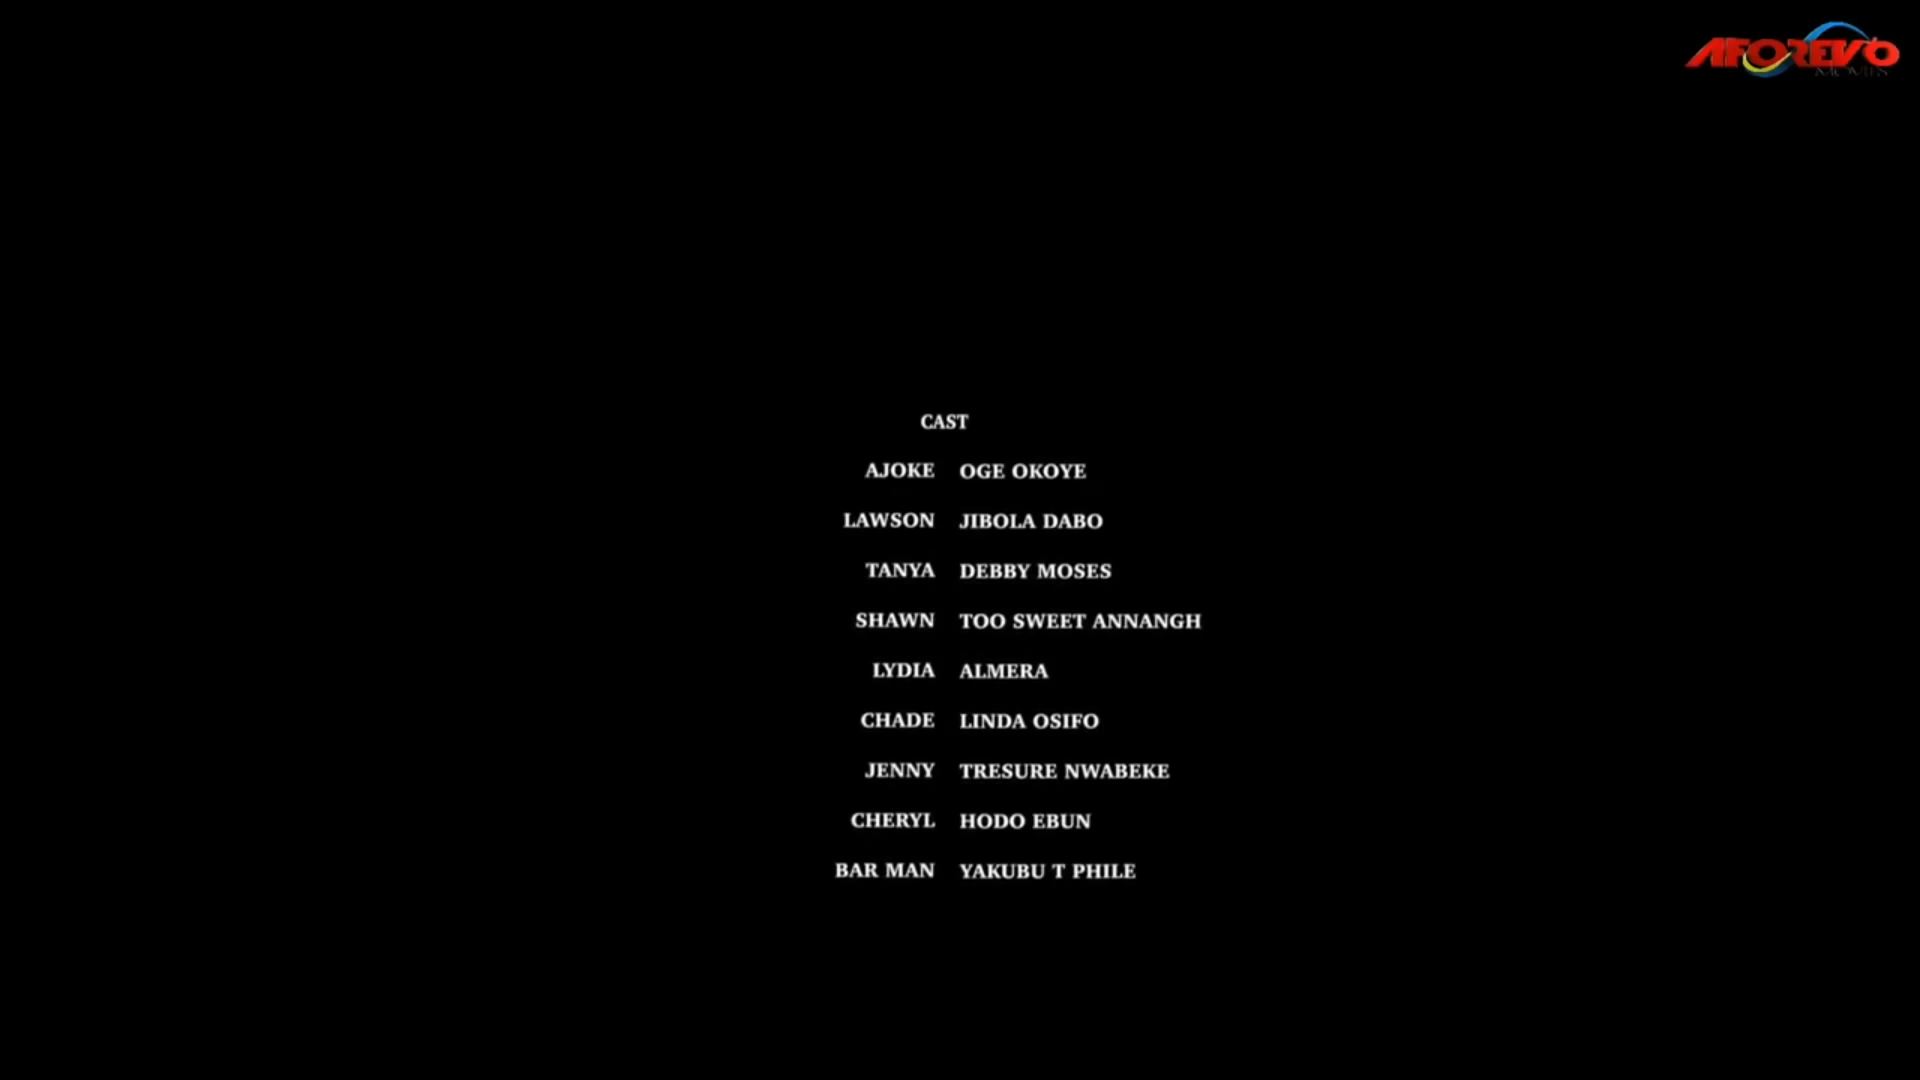 AFOREVO
MOVIES
CAST
AJOKE OGE OKOYE
LAWSON JIBOLA DABO
TANYA DEBBY MOSES
SHAWN TOO SWEET ANNANGH
LYDIA ALMERA
CHADE LINDA OSIFO
JENNY TRESURE NWABEKE
CHERYL HODO EBUN
BAR MAN YAKUBU T PHILE